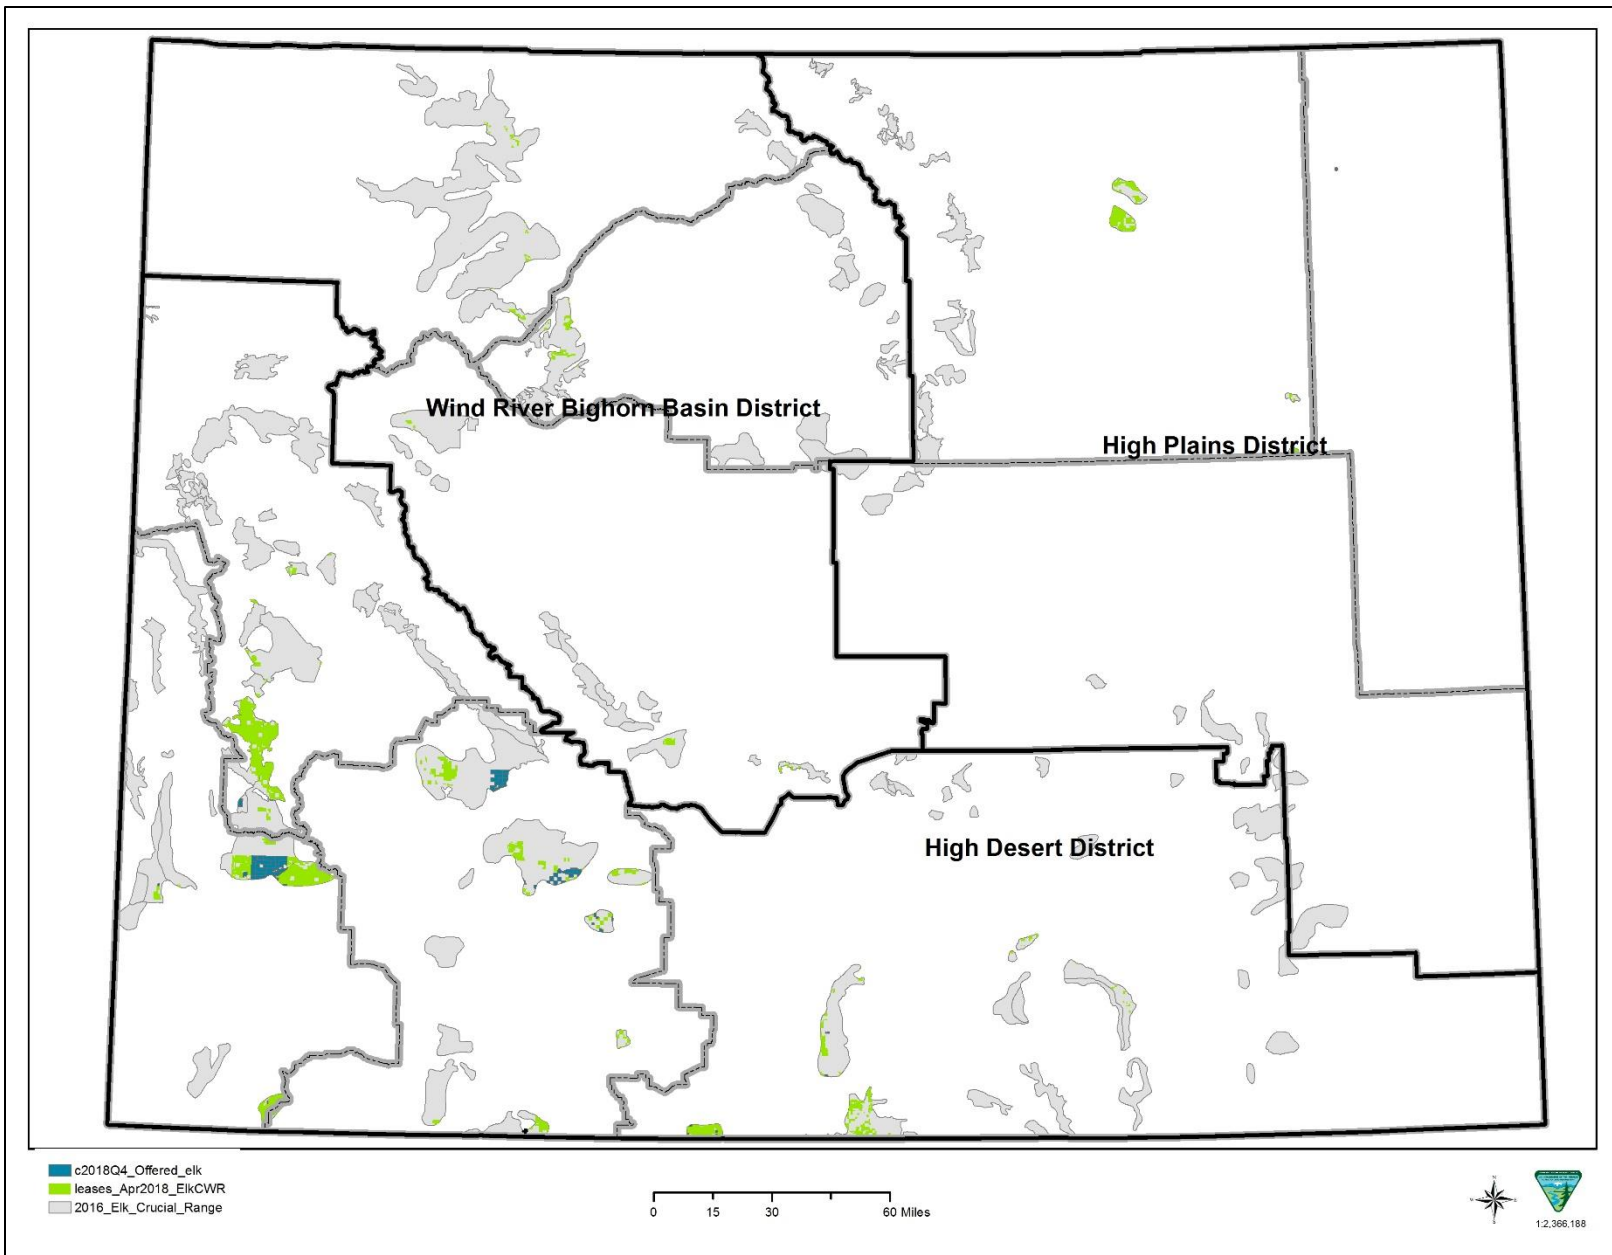 Wind River Bighorn Basin District
High Plains District
High Desert District
c2018Q4_Offered_elk
leases_Apr2018_ElkCWR
2016_Elk_Crucial_Range
0 15 30 60 Miles
1:2,366,188